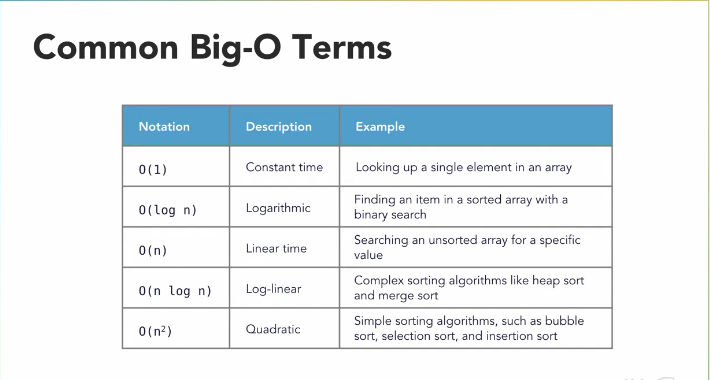 Common Big-O Terms
Notation Description Example
O(1) Constant time Looking up a single element in an array
O(log n) Logarithmic Finding an item in a sorted array with a
binary search
O(n) Linear time Searching an unsorted array for a specific
value
O(n log n) Log-linear Complex sorting algorithms like heap sort
and merge sort
O(n²) Quadratic Simple sorting algorithms, such as bubble
sort, selection sort, and insertion sort